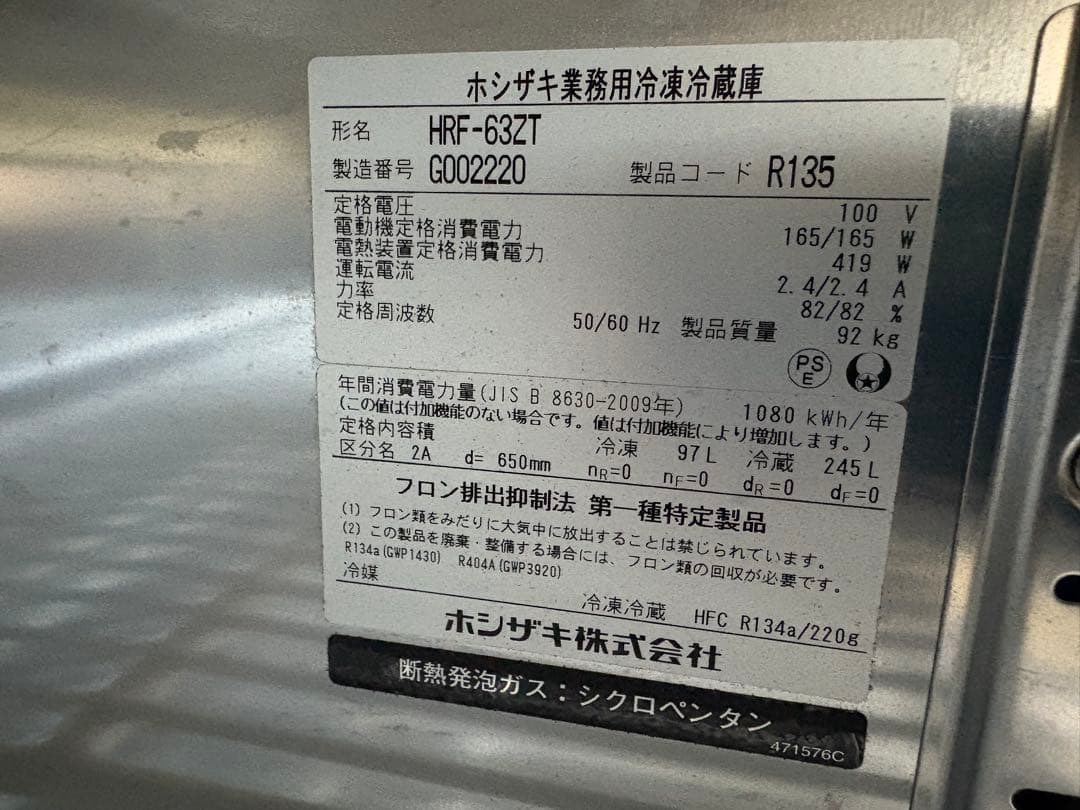 ホシザキ業務用冷凍冷蔵庫
形名 HRF-63ZT
製造番号 G002220 製品コード R135
定格電圧 100 V
電動機定格消費電力 165/165 W
電熱装置定格消費電力 419 W
運転電流 2.4/2.4 A
力率 82/82 %
定格周波数 50/60 Hz 製品質量 92 kg
PS
E
年間消費電力量(JIS B 8630-2009年) 1080 kWh/年
(この値は付加機能のない場合です。値は付加機能により増加します。)
定格内容積 冷凍 97L 冷蔵 245L
区分名 2A d= 650mm nR=0 nF=0 dR=0 dF=0
フロン排出抑制法 第一種特定製品
(1) フロン類をみだりに大気中に放出することは禁じられています。
(2) この製品を廃棄・整備する場合には、フロン類の回収が必要です。
R134a(GWP1430) R404A(GWP3920)
冷媒 冷凍冷蔵 HFC R134a/220g
ホシザキ株式会社
断熱発泡ガス:シクロペンタン
471576C